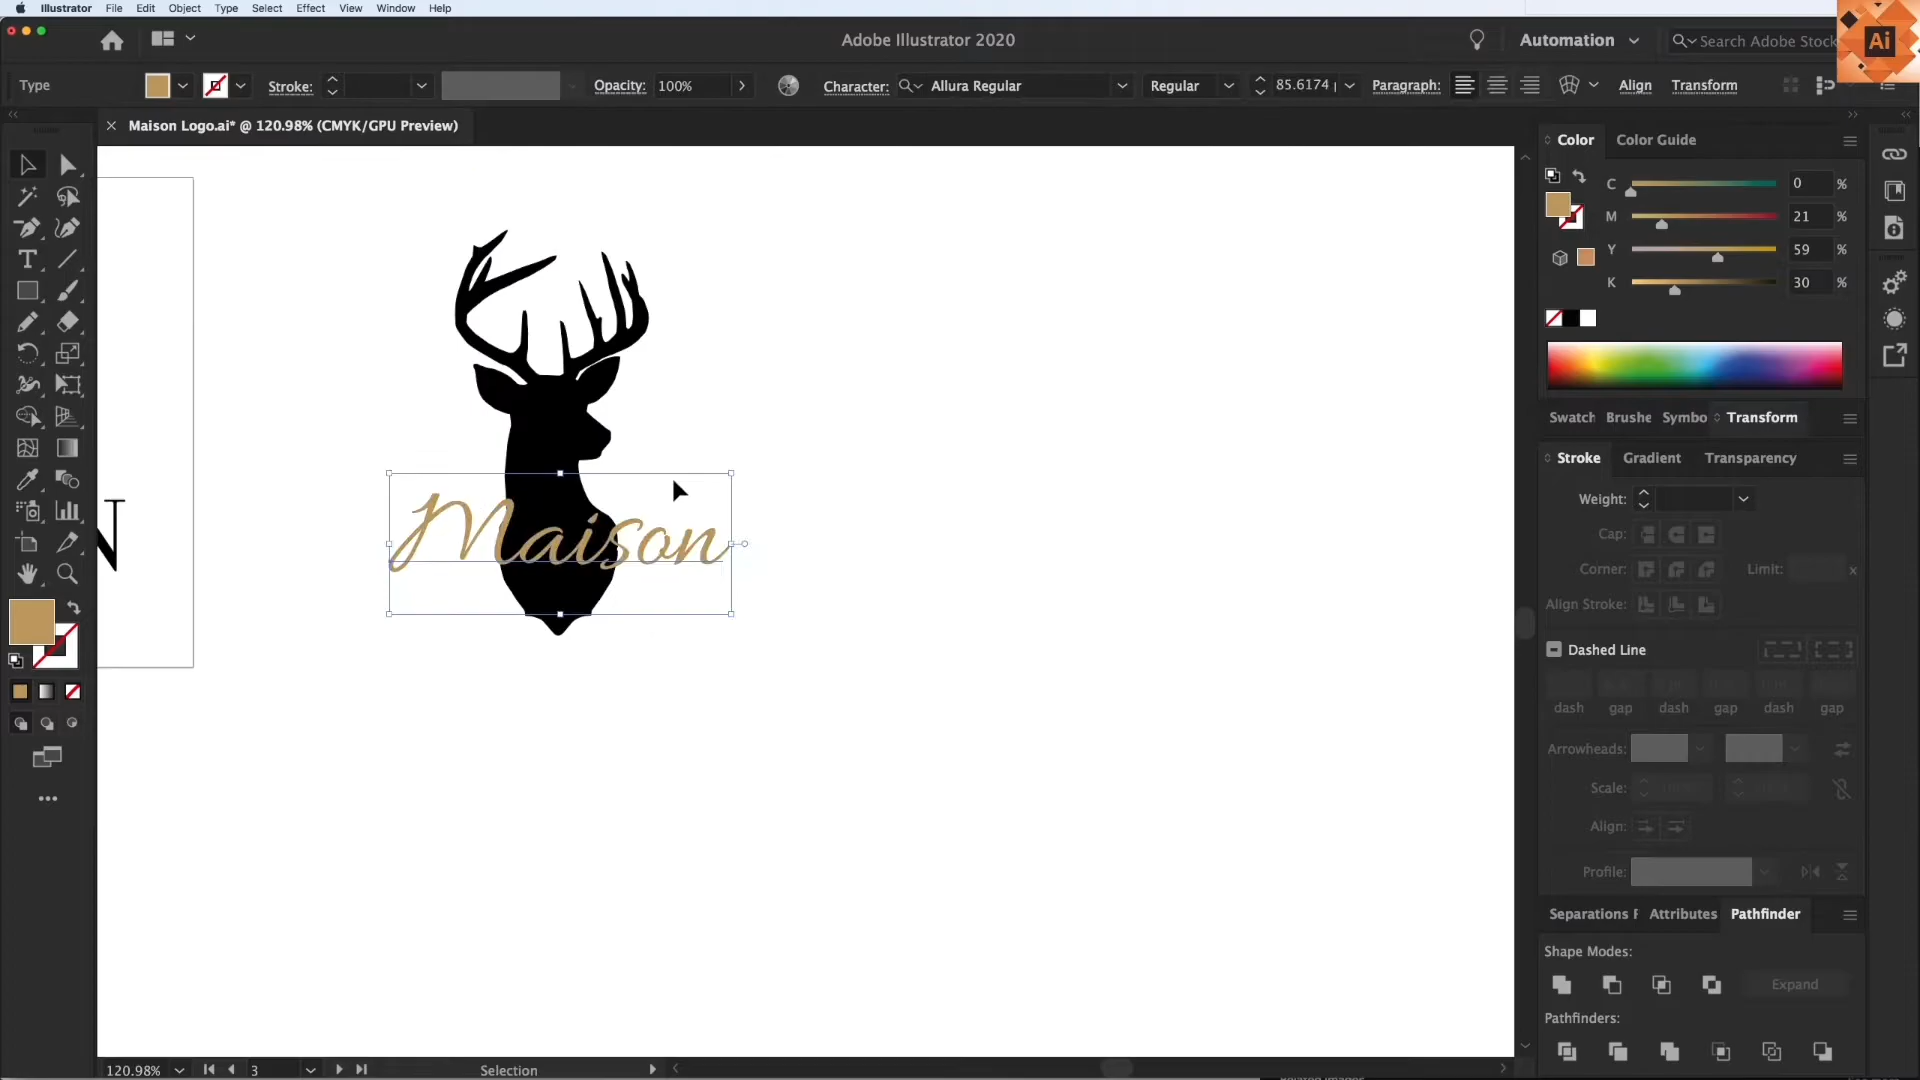 Illustrator File Edit Object Type Select Effect View Window Help
Adobe Illustrator 2020
Automation
Search Adobe Stock
Ai
Type
Stroke:
Opacity: 100%
Character: Allura Regular
Regular
85.6174
Paragraph:
Align
Transform
Maison Logo.ai* @ 120.98% (CMYK/GPU Preview)
Color
Color Guide
C 0 %
M 21 %
Y 59 %
K 30 %
N
Maison
Swatch Brushe Symbo Transform
Stroke Gradient Transparency
Weight:
Cap:
Corner:
Limit:
x
Align Stroke:
Dashed Line
dash gap dash gap dash gap
Arrowheads:
Scale:
Align:
Profile:
Separations Attributes Pathfinder
Shape Modes:
Expand
Pathfinders:
120.98%
3
Selection